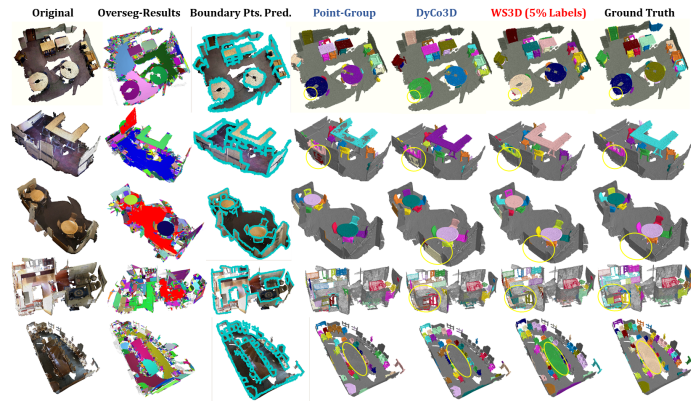 Original Overseg-Results Boundary Pts. Pred. Point-Group DyCo3D WS3D (5% Labels) Ground Truth